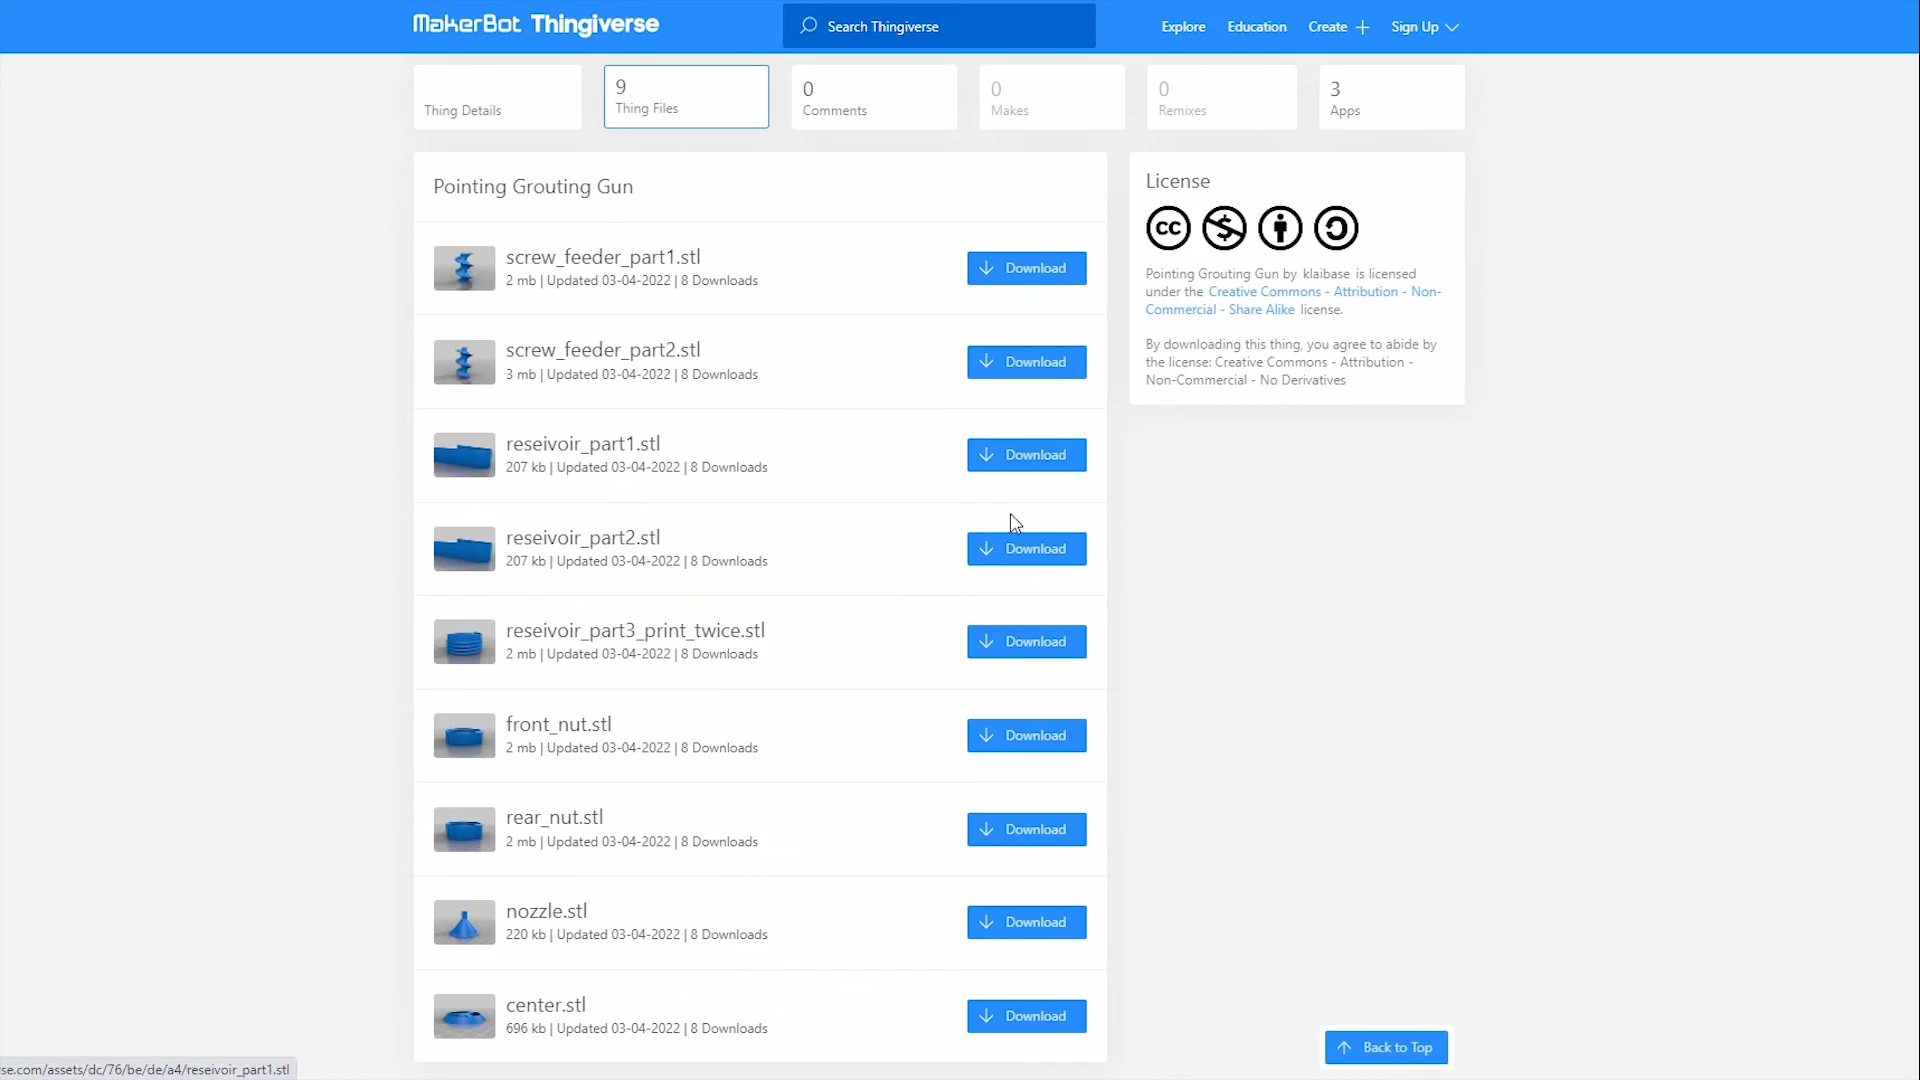 MakerBot Thingiverse
Search Thingiverse
Explore
Education
Create
Sign Up
Thing Details
9
Thing Files
0
Comments
0
Makes
0
Remixes
3
Apps
Pointing Grouting Gun
screw_feeder_part1.stl
2 mb | Updated 03-04-2022 | 8 Downloads
Download
screw_feeder_part2.stl
3 mb | Updated 03-04-2022 | 8 Downloads
Download
reseivoir_part1.stl
207 kb | Updated 03-04-2022 | 8 Downloads
Download
reseivoir_part2.stl
207 kb | Updated 03-04-2022 | 8 Downloads
Download
reseivoir_part3_print_twice.stl
2 mb | Updated 03-04-2022 | 8 Downloads
Download
front_nut.stl
2 mb | Updated 03-04-2022 | 8 Downloads
Download
rear_nut.stl
2 mb | Updated 03-04-2022 | 8 Downloads
Download
nozzle.stl
220 kb | Updated 03-04-2022 | 8 Downloads
Download
center.stl
696 kb | Updated 03-04-2022 | 8 Downloads
Download
License
cc
Pointing Grouting Gun by klaibase is licensed
under the Creative Commons - Attribution - Non-
Commercial - Share Alike license.
By downloading this thing, you agree to abide by
the license: Creative Commons - Attribution -
Non-Commercial - No Derivatives
Back to Top
se.com/assets/dc/76/be/de/a4/reseivoir_part1.stl